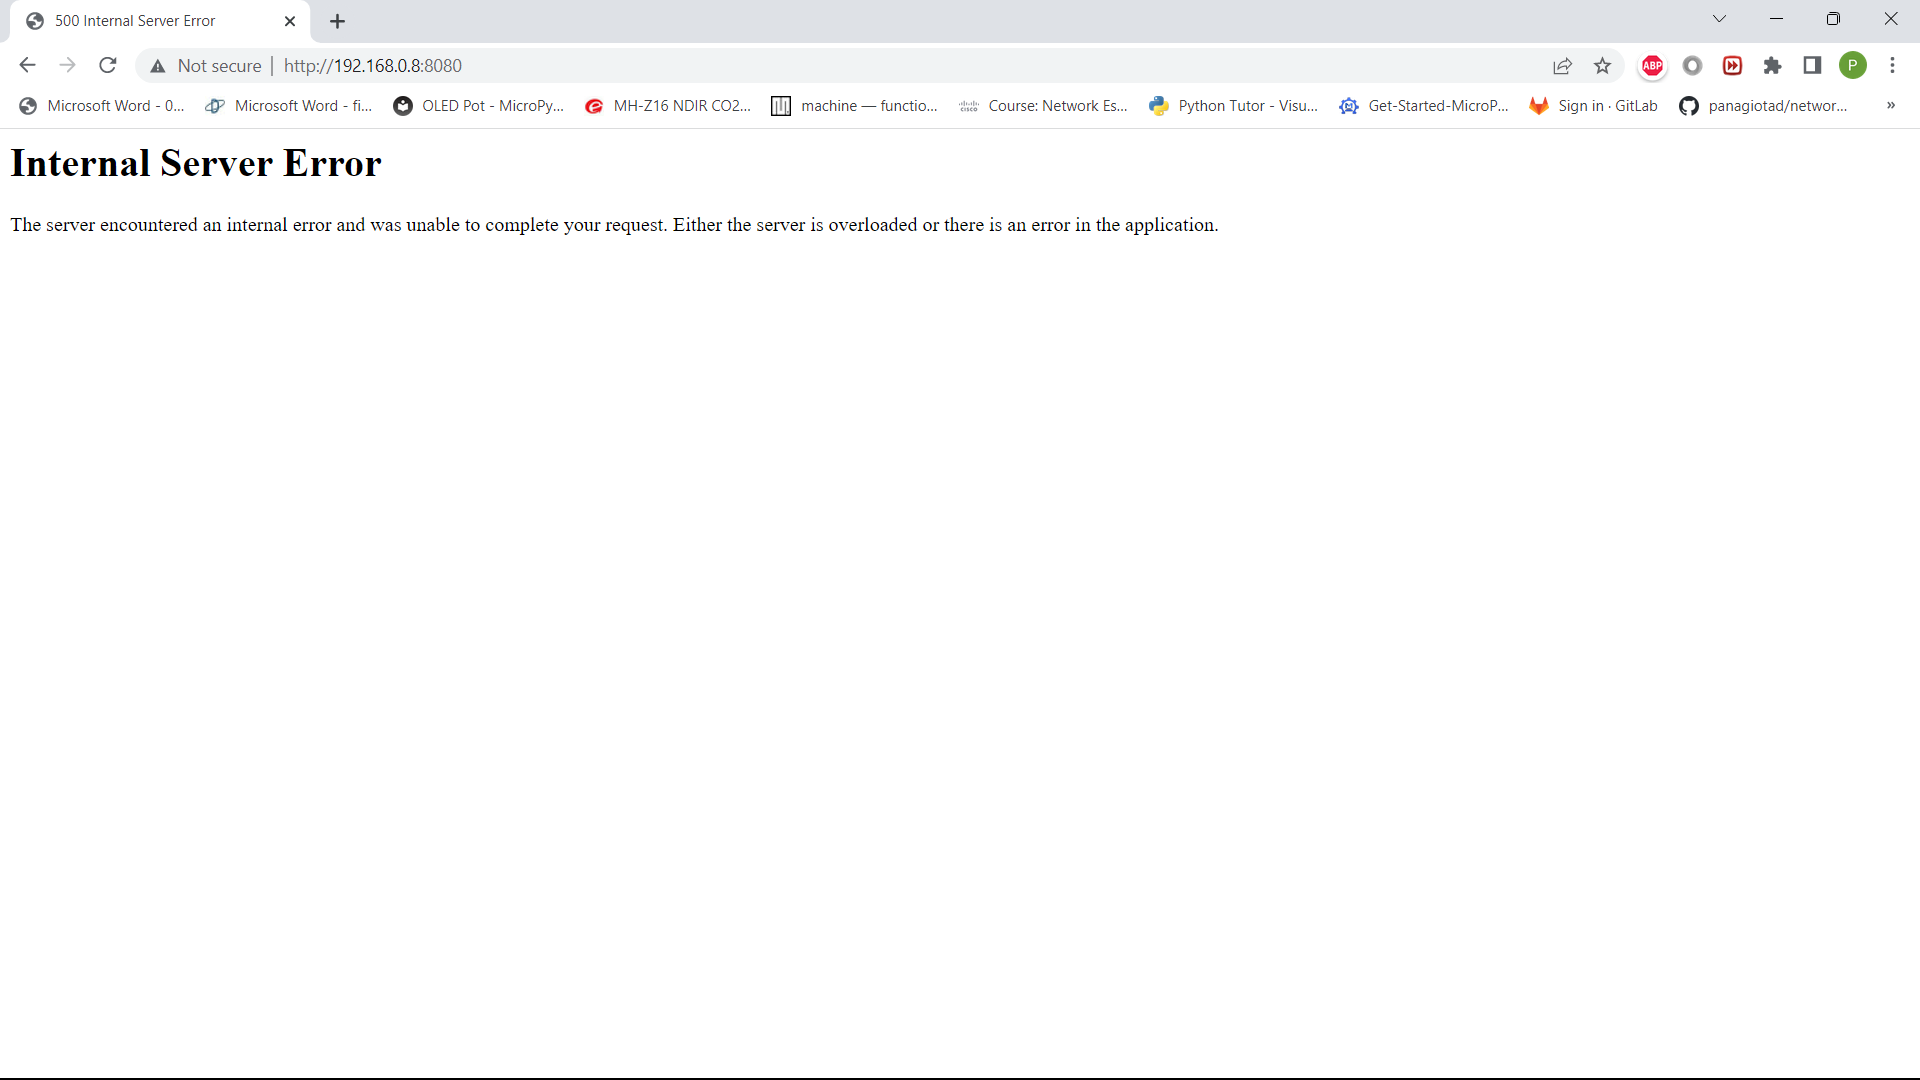 500 Internal Server Error
Not secure | http://192.168.0.8:8080
ABP
P
Microsoft Word - 0...
Microsoft Word - fi...
OLED Pot - MicroPy...
MH-Z16 NDIR CO2...
machine — functio...
Course: Network Es...
Python Tutor - Visu...
Get-Started-MicroP...
Sign in · GitLab
panagiotad/networ...
»
Internal Server Error
The server encountered an internal error and was unable to complete your request. Either the server is overloaded or there is an error in the application.